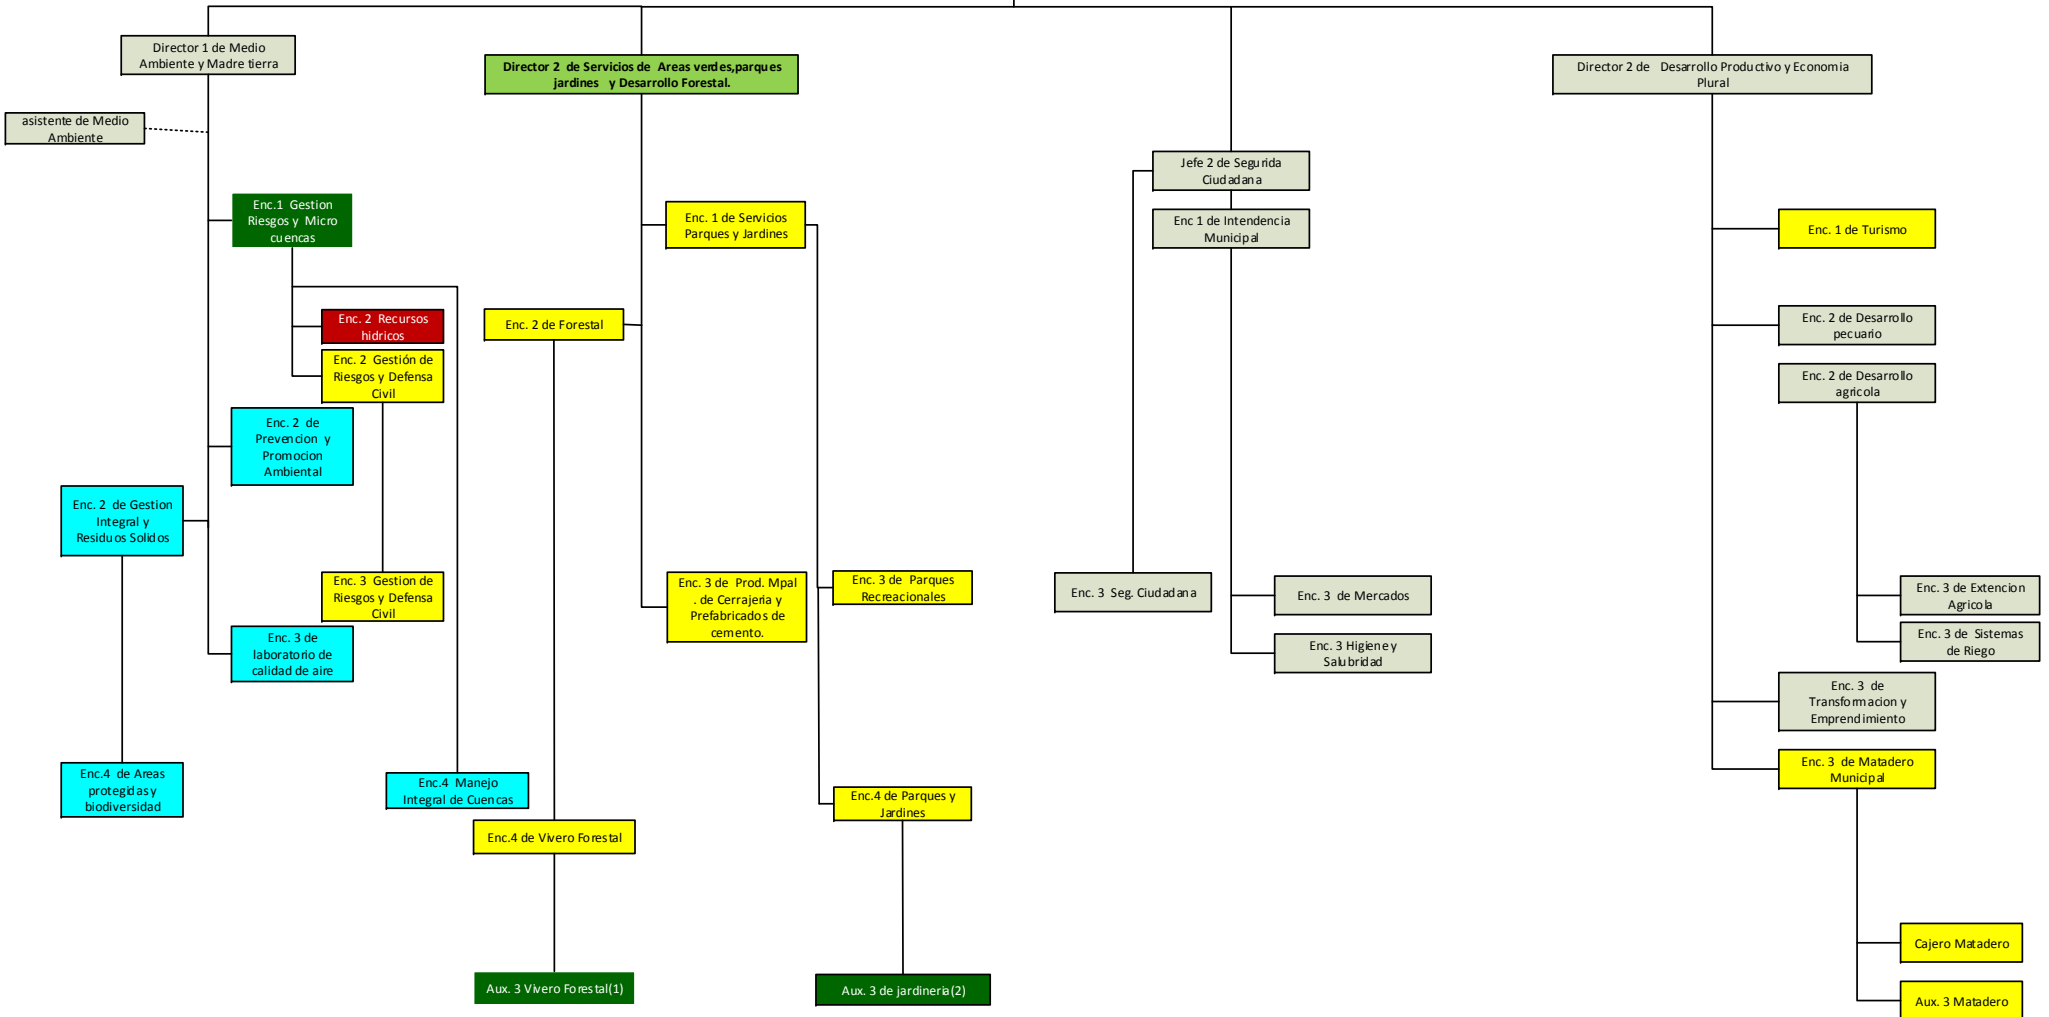 Director 1 de Medio
Ambiente y Madre tierra
asistente de Medio
Ambiente
Enc.1 Gestion
Riesgos y Micro
cuencas
Enc. 2 Recursos
hidricos
Enc. 2 Gestión de
Riesgos y Defensa
Civil
Enc. 2 de
Prevencion y
Promocion
Ambiental
Enc. 2 de Gestion
Integral y
Residuos Solidos
Enc. 3 Gestion de
Riesgos y Defensa
Civil
Enc. 3 de
laboratorio de
calidad de aire
Enc.4 de Areas
protegidas y
biodiversidad
Enc.4 Manejo
Integral de Cuencas
Director 2 de Servicios de Areas verdes,parques
jardines y Desarrollo Forestal.
Enc. 1 de Servicios
Parques y Jardines
Enc. 2 de Forestal
Enc. 3 de Prod. Mpal
. de Cerrajeria y
Prefabricados de
cemento.
Enc. 3 de Parques
Recreacionales
Enc.4 de Parques y
Jardines
Enc.4 de Vivero Forestal
Aux. 3 Vivero Forestal(1)
Aux. 3 de jardineria(2)
Jefe 2 de Segurida
Ciudadana
Enc 1 de Intendencia
Municipal
Enc. 3 Seg. Ciudadana
Enc. 3 de Mercados
Enc. 3 Higiene y
Salubridad
Director 2 de Desarrollo Productivo y Economia
Plural
Enc. 1 de Turismo
Enc. 2 de Desarrollo
pecuario
Enc. 2 de Desarrollo
agricola
Enc. 3 de Extencion
Agricola
Enc. 3 de Sistemas
de Riego
Enc. 3 de
Transformacion y
Emprendimiento
Enc. 3 de Matadero
Municipal
Cajero Matadero
Aux. 3 Matadero